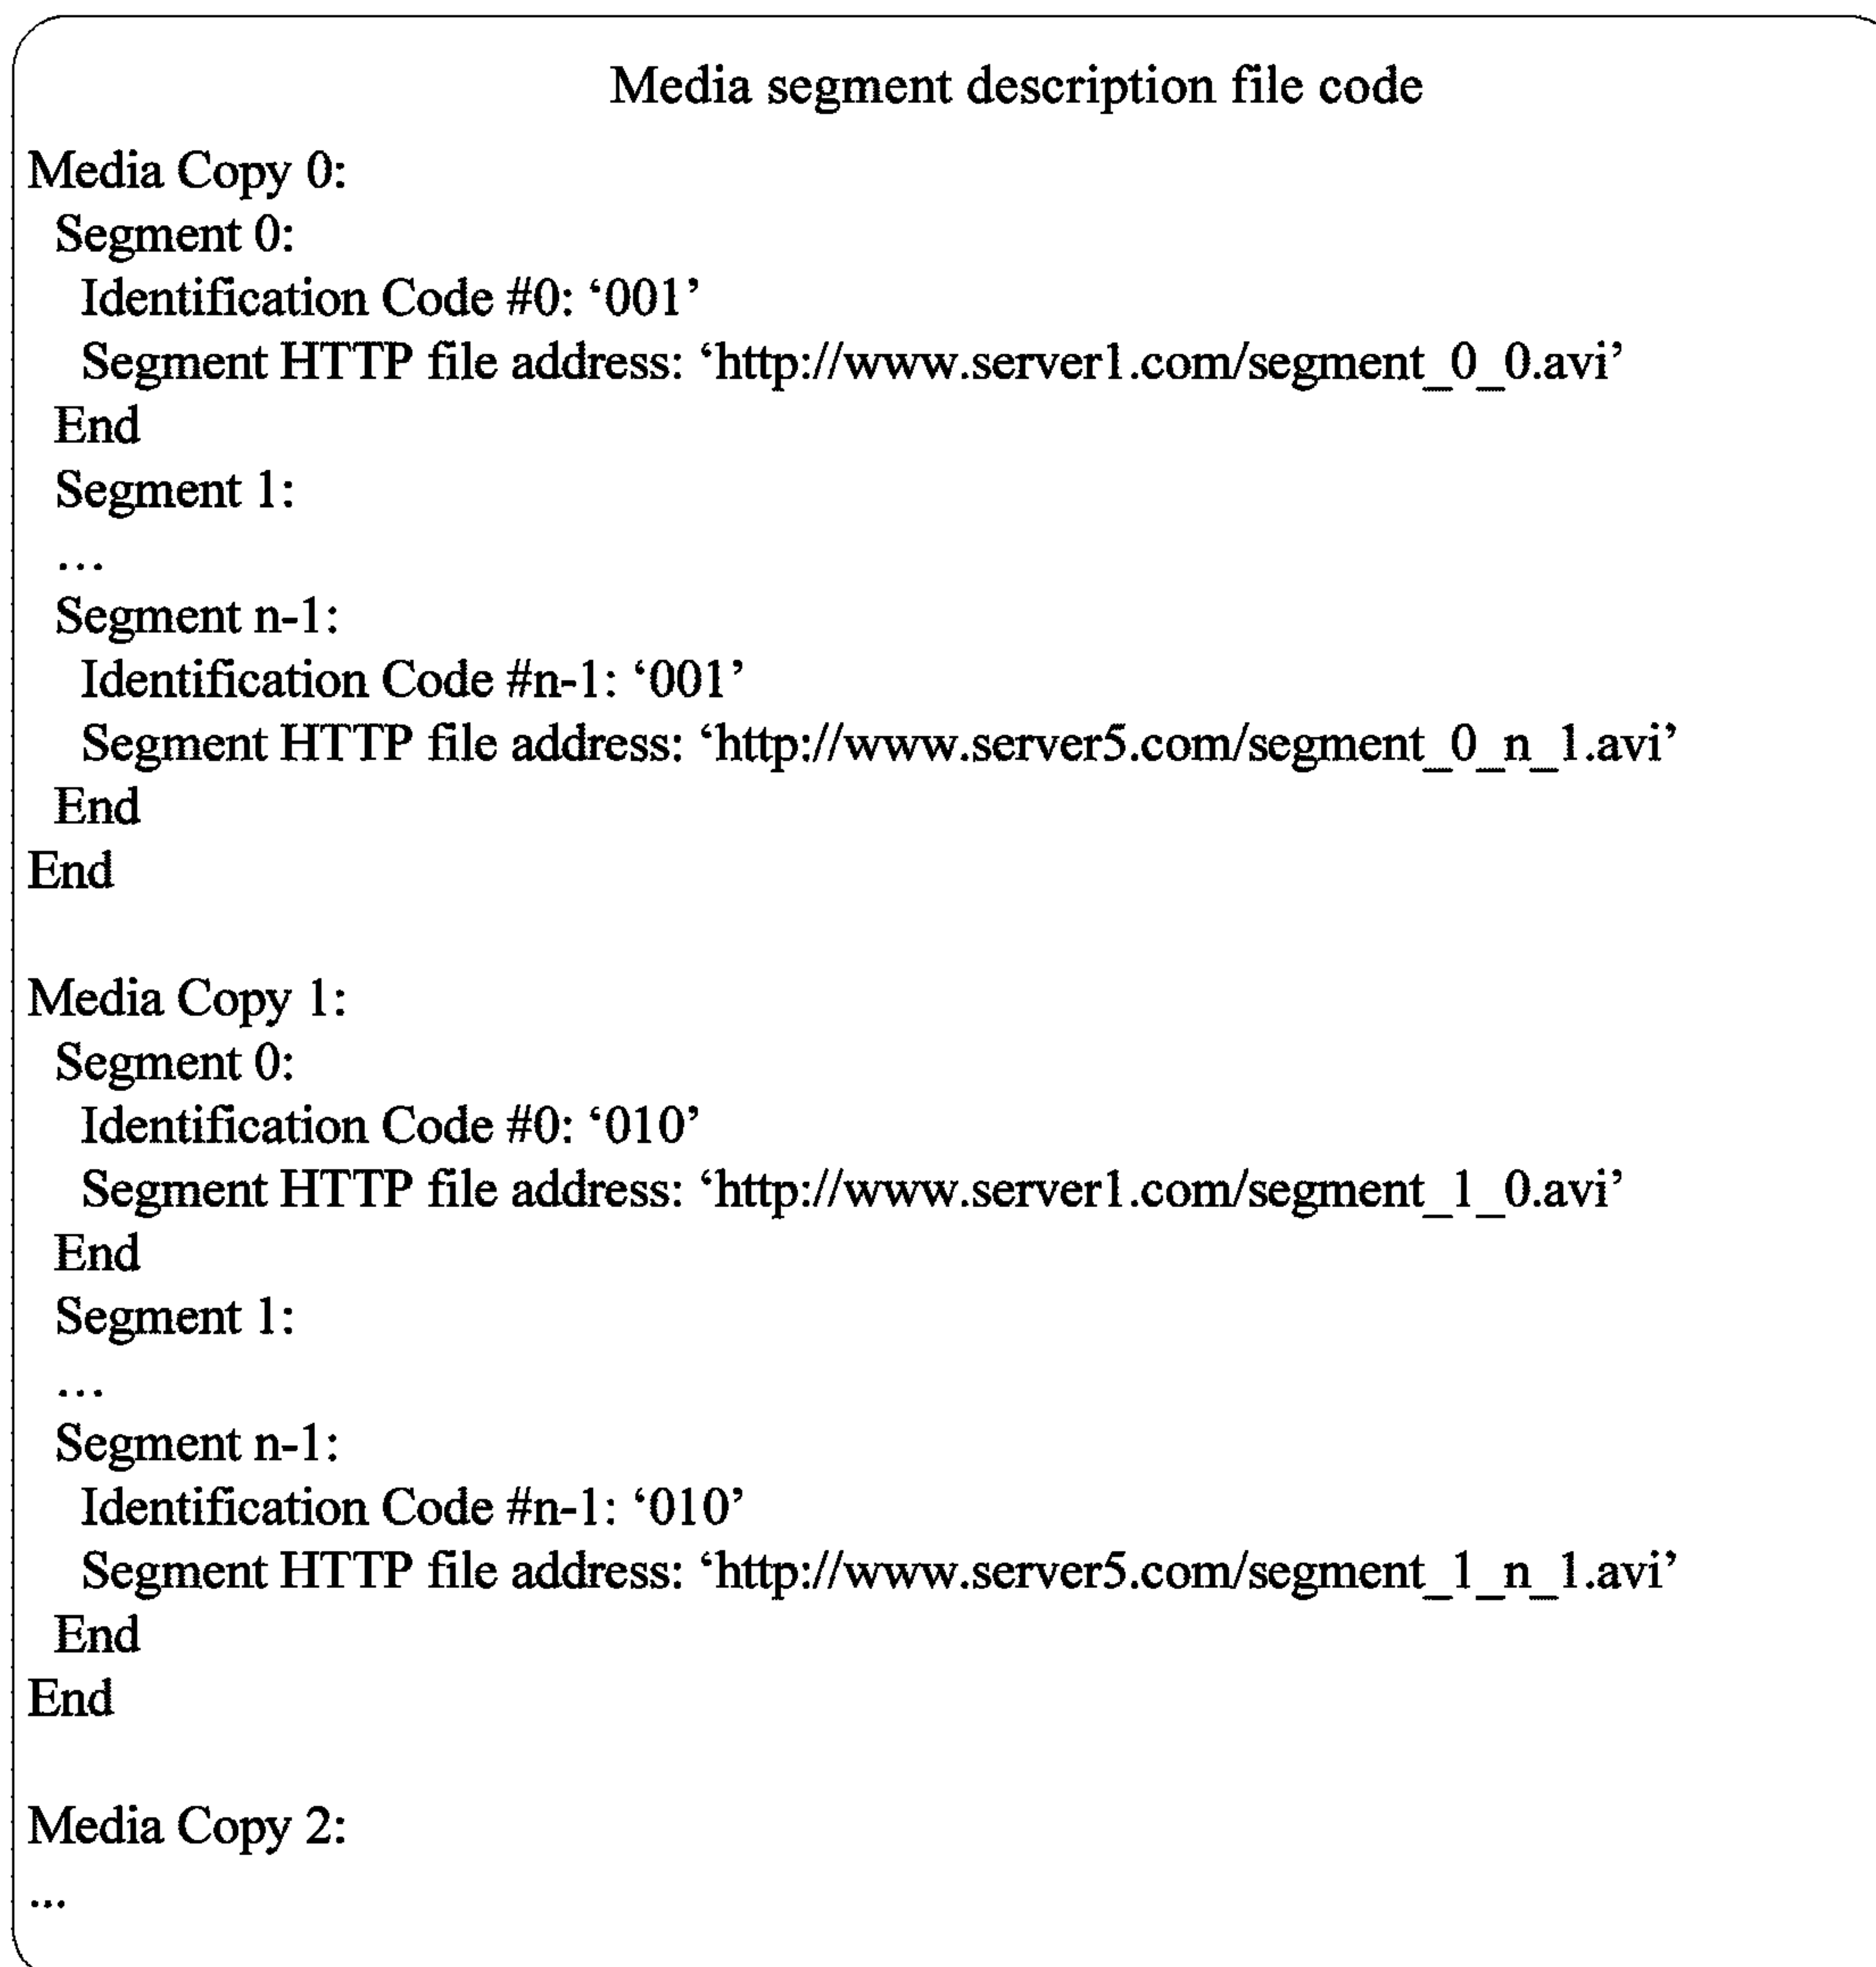 Media segment description file code
Media Copy 0:
Segment 0:
Identification Code #0: ‘001’
Segment HTTP file address: ‘http://www.server1.com/segment_0_0.avi’
End
Segment 1:
…
Segment n-1:
Identification Code #n-1: ‘001’
Segment HTTP file address: ‘http://www.server5.com/segment_0_n_1.avi’
End
End
Media Copy 1:
Segment 0:
Identification Code #0: ‘010’
Segment HTTP file address: ‘http://www.server1.com/segment_1_0.avi’
End
Segment 1:
…
Segment n-1:
Identification Code #n-1: ‘010’
Segment HTTP file address: ‘http://www.server5.com/segment_1_n_1.avi’
End
End
Media Copy 2:
...